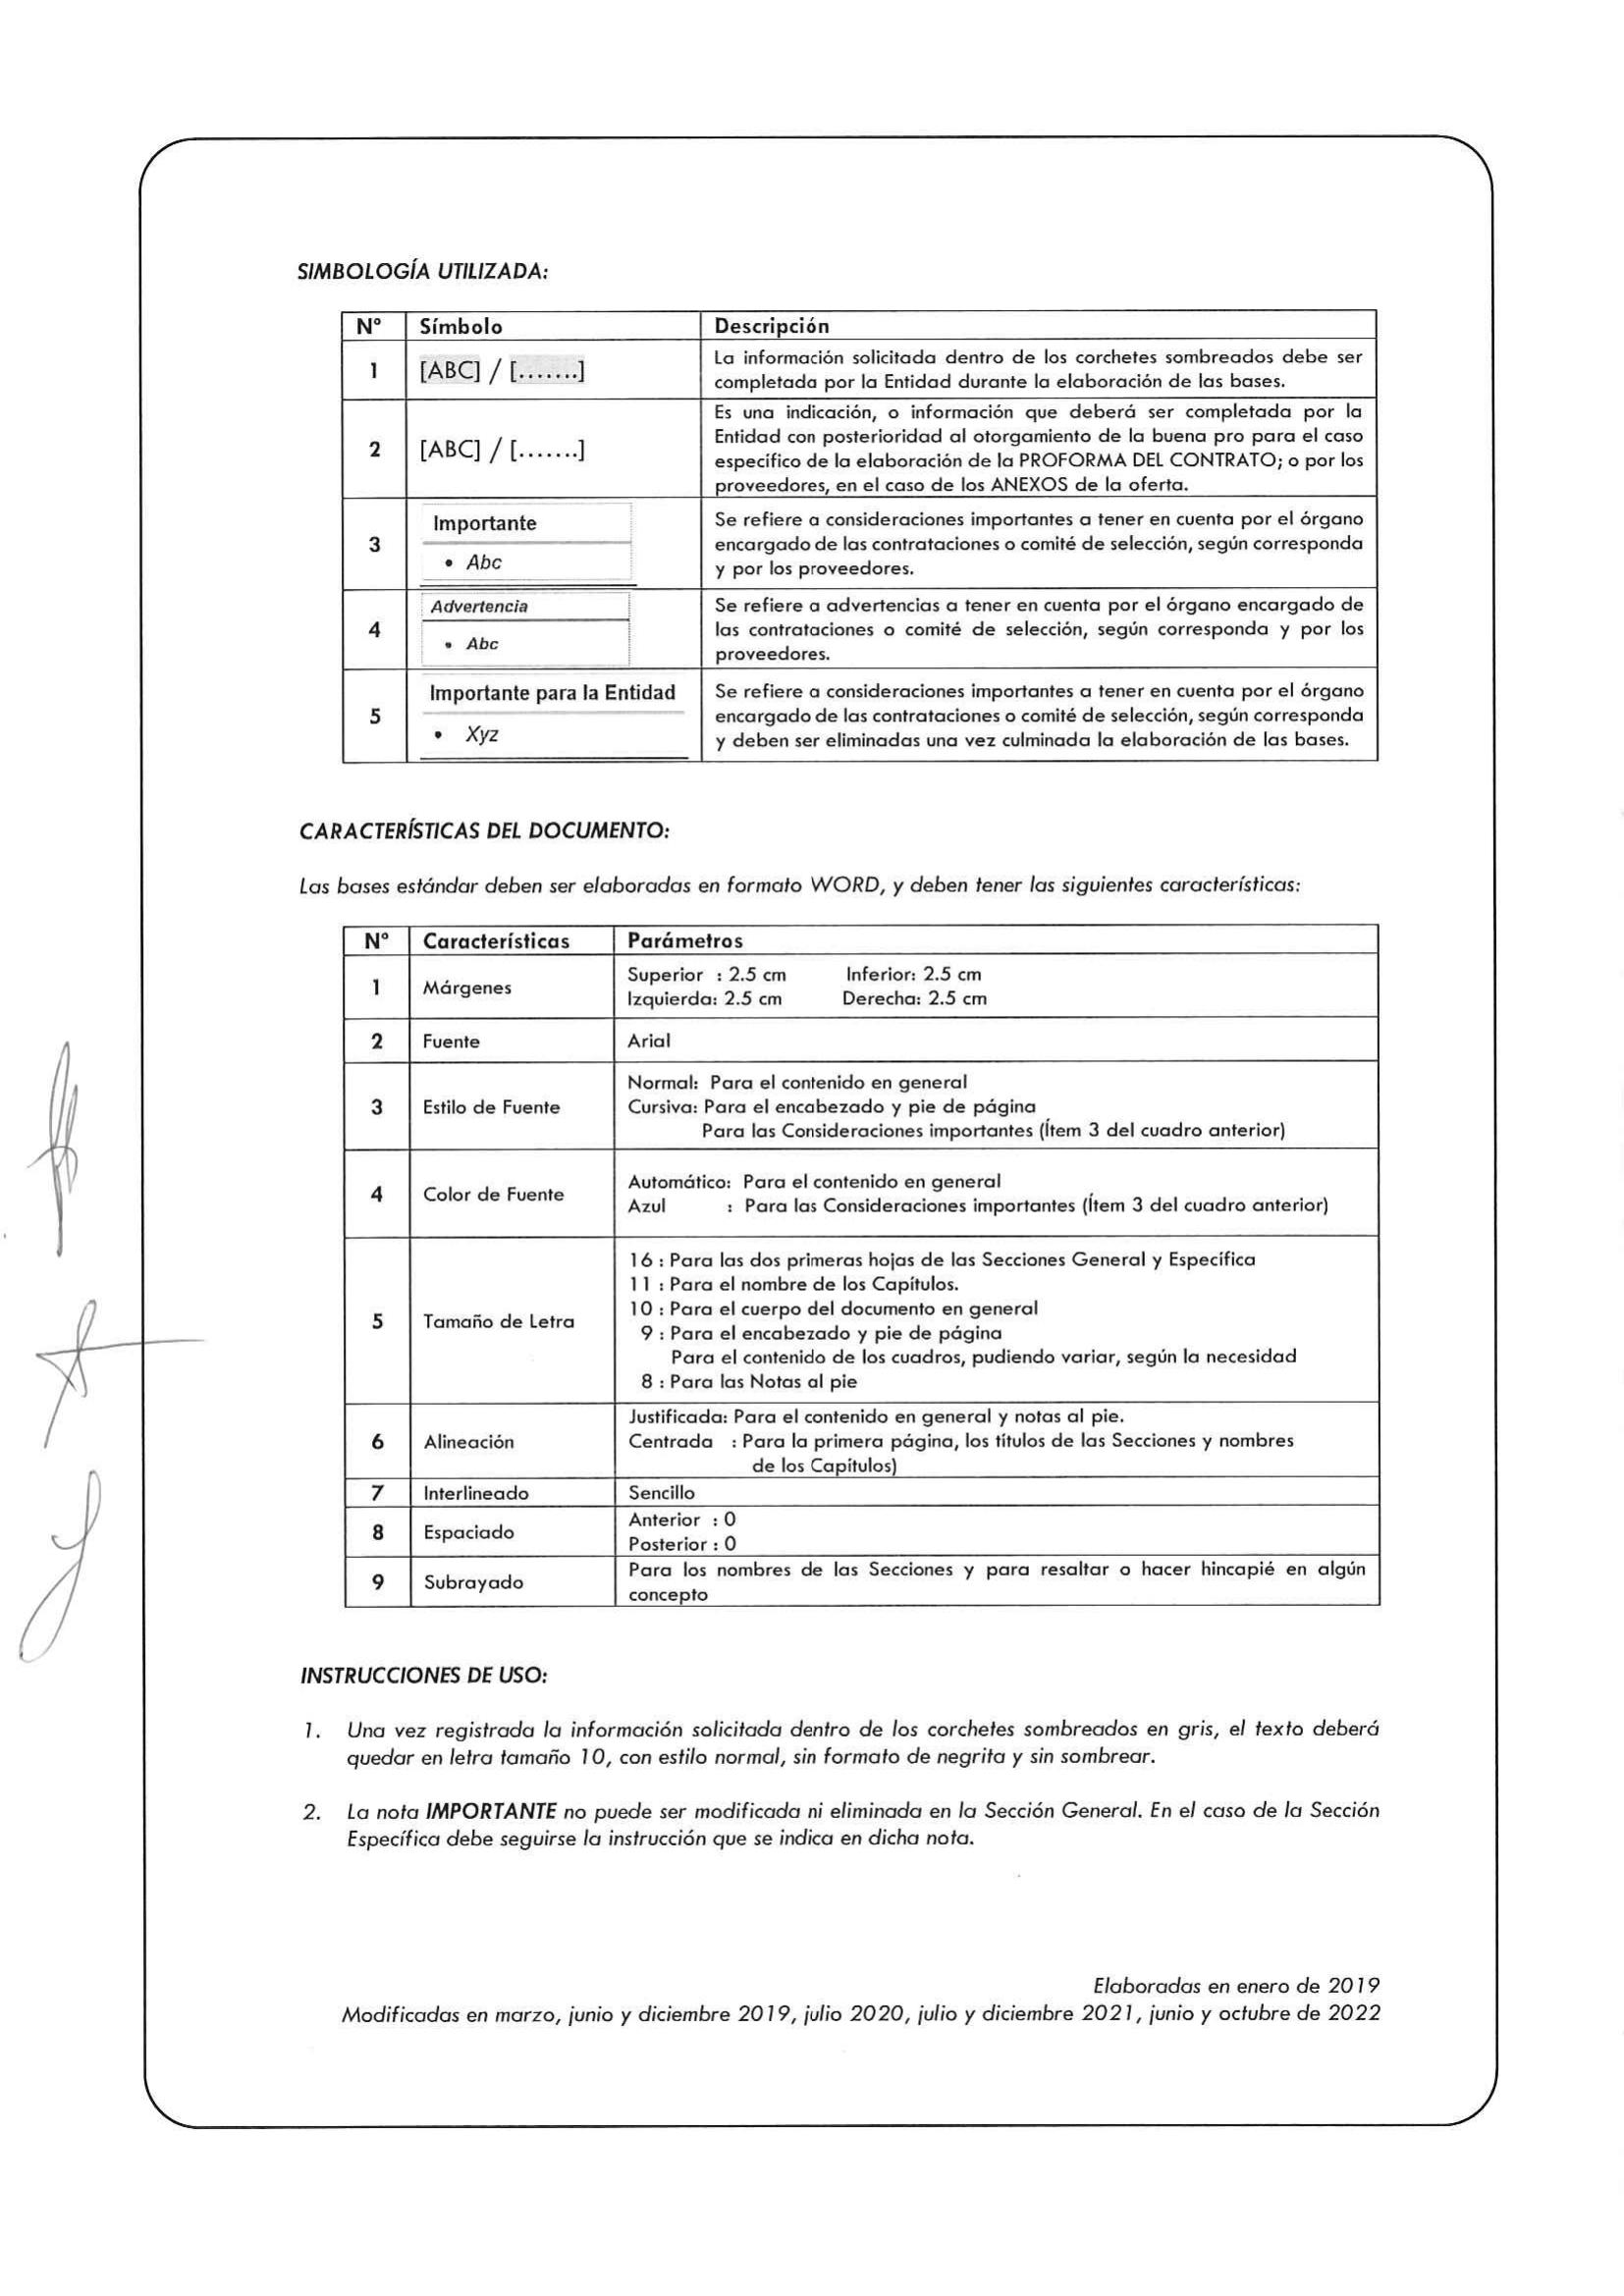 SIMBOLOGÍA UTILIZADA:
Nº Símbolo Descripción
1 [ABC] / [.......] La información solicitada dentro de los corchetes sombreados debe ser
completada por la Entidad durante la elaboración de las bases.
2 [ABC] / [.......] Es una indicación, o información que deberá ser completada por la
Entidad con posterioridad al otorgamiento de la buena pro para el caso
específico de la elaboración de la PROFORMA DEL CONTRATO; o por los
proveedores, en el caso de los ANEXOS de la oferta.
3 Importante
• Abc
Se refiere a consideraciones importantes a tener en cuenta por el órgano
encargado de las contrataciones o comité de selección, según corresponda
y por los proveedores.
4 Advertencia
• Abc
Se refiere a advertencias a tener en cuenta por el órgano encargado de
las contrataciones o comité de selección, según corresponda y por los
proveedores.
5 Importante para la Entidad
• Xyz
Se refiere a consideraciones importantes a tener en cuenta por el órgano
encargado de las contrataciones o comité de selección, según corresponda
y deben ser eliminadas una vez culminada la elaboración de las bases.
CARACTERÍSTICAS DEL DOCUMENTO:
Las bases estándar deben ser elaboradas en formato WORD, y deben tener las siguientes características:
Nº Características Parámetros
1 Márgenes Superior : 2.5 cm Inferior: 2.5 cm
Izquierda: 2.5 cm Derecha: 2.5 cm
2 Fuente Arial
3 Estilo de Fuente Normal: Para el contenido en general
Cursiva: Para el encabezado y pie de página
Para las Consideraciones importantes (Ítem 3 del cuadro anterior)
4 Color de Fuente Automático: Para el contenido en general
Azul : Para las Consideraciones importantes (Ítem 3 del cuadro anterior)
5 Tamaño de Letra 16 : Para las dos primeras hojas de las Secciones General y Específica
11 : Para el nombre de los Capítulos.
10 : Para el cuerpo del documento en general
9 : Para el encabezado y pie de página
Para el contenido de los cuadros, pudiendo variar, según la necesidad
8 : Para las Notas al pie
6 Alineación Justificada: Para el contenido en general y notas al pie.
Centrada : Para la primera página, los títulos de las Secciones y nombres
de los Capítulos)
7 Interlineado Sencillo
8 Espaciado Anterior : 0
Posterior : 0
9 Subrayado Para los nombres de las Secciones y para resaltar o hacer hincapié en algún
concepto
INSTRUCCIONES DE USO:
1. Una vez registrada la información solicitada dentro de los corchetes sombreados en gris, el texto deberá
quedar en letra tamaño 10, con estilo normal, sin formato de negrita y sin sombrear.
2. La nota IMPORTANTE no puede ser modificada ni eliminada en la Sección General. En el caso de la Sección
Específica debe seguirse la instrucción que se indica en dicha nota.
Elaboradas en enero de 2019
Modificadas en marzo, junio y diciembre 2019, julio 2020, julio y diciembre 2021, junio y octubre de 2022